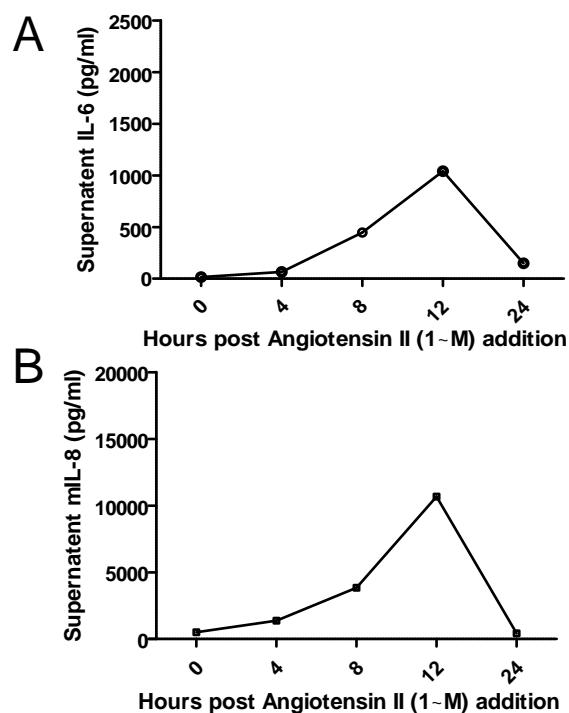 A
Supernatent IL-6 (pg/ml)
2500
2000
1500
1000
500
0
0 4 8 12 24
Hours post Angiotensin II (1~M) addition
B
Supernatent mIL-8 (pg/ml)
20000
15000
10000
5000
0
0 4 8 12 24
Hours post Angiotensin II (1~M) addition